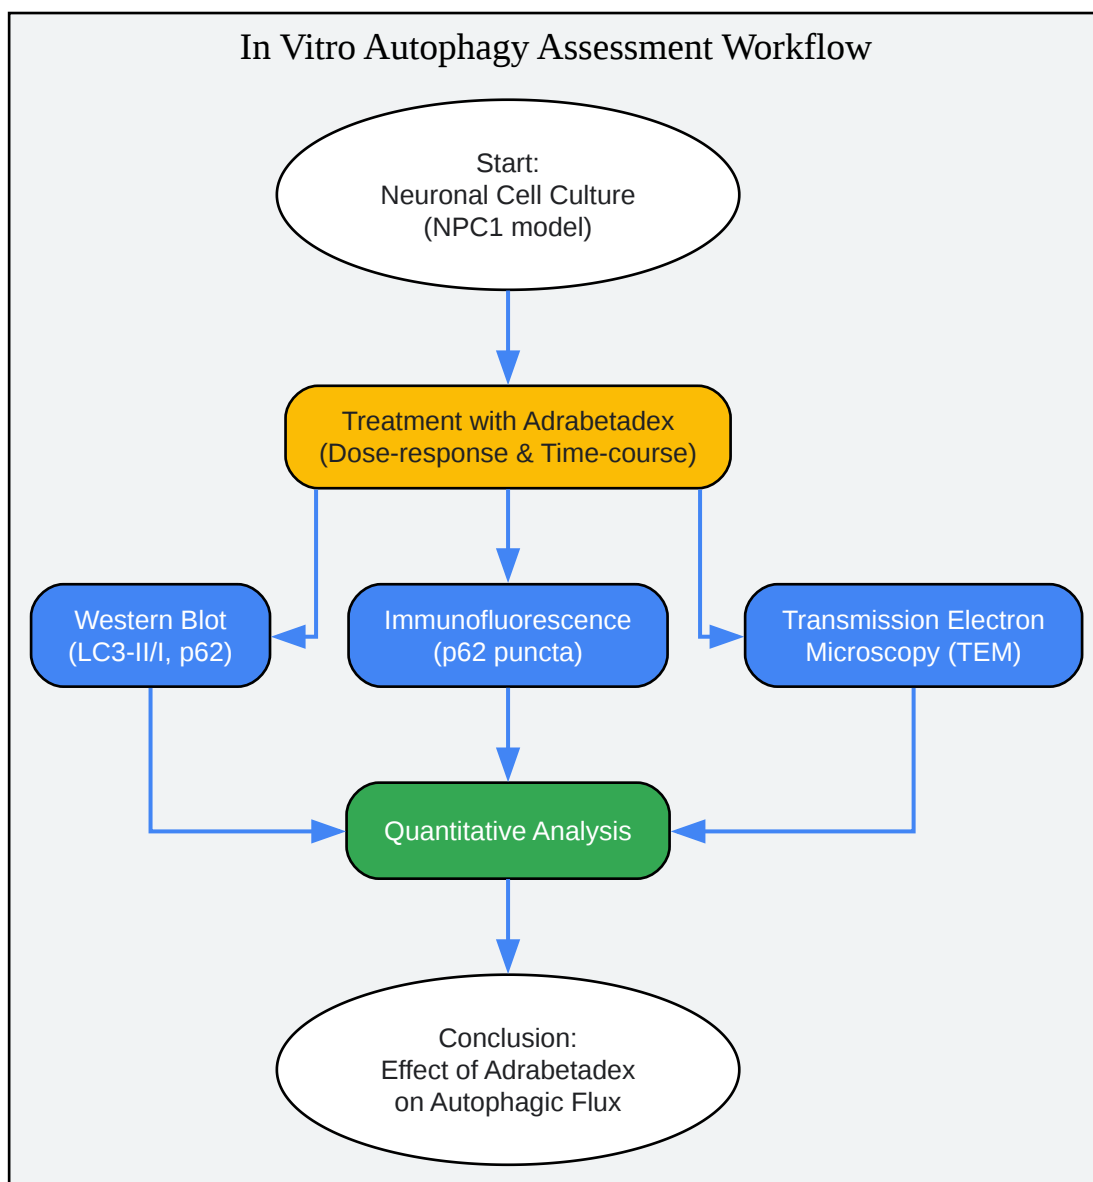 In Vitro Autophagy Assessment Workflow
Start:
Neuronal Cell Culture
(NPC1 model)
Treatment with Adrabetadex
(Dose-response & Time-course)
Western Blot
(LC3-II/I, p62)
Immunofluorescence
(p62 puncta)
Transmission Electron
Microscopy (TEM)
Quantitative Analysis
Conclusion:
Effect of Adrabetadex
on Autophagic Flux